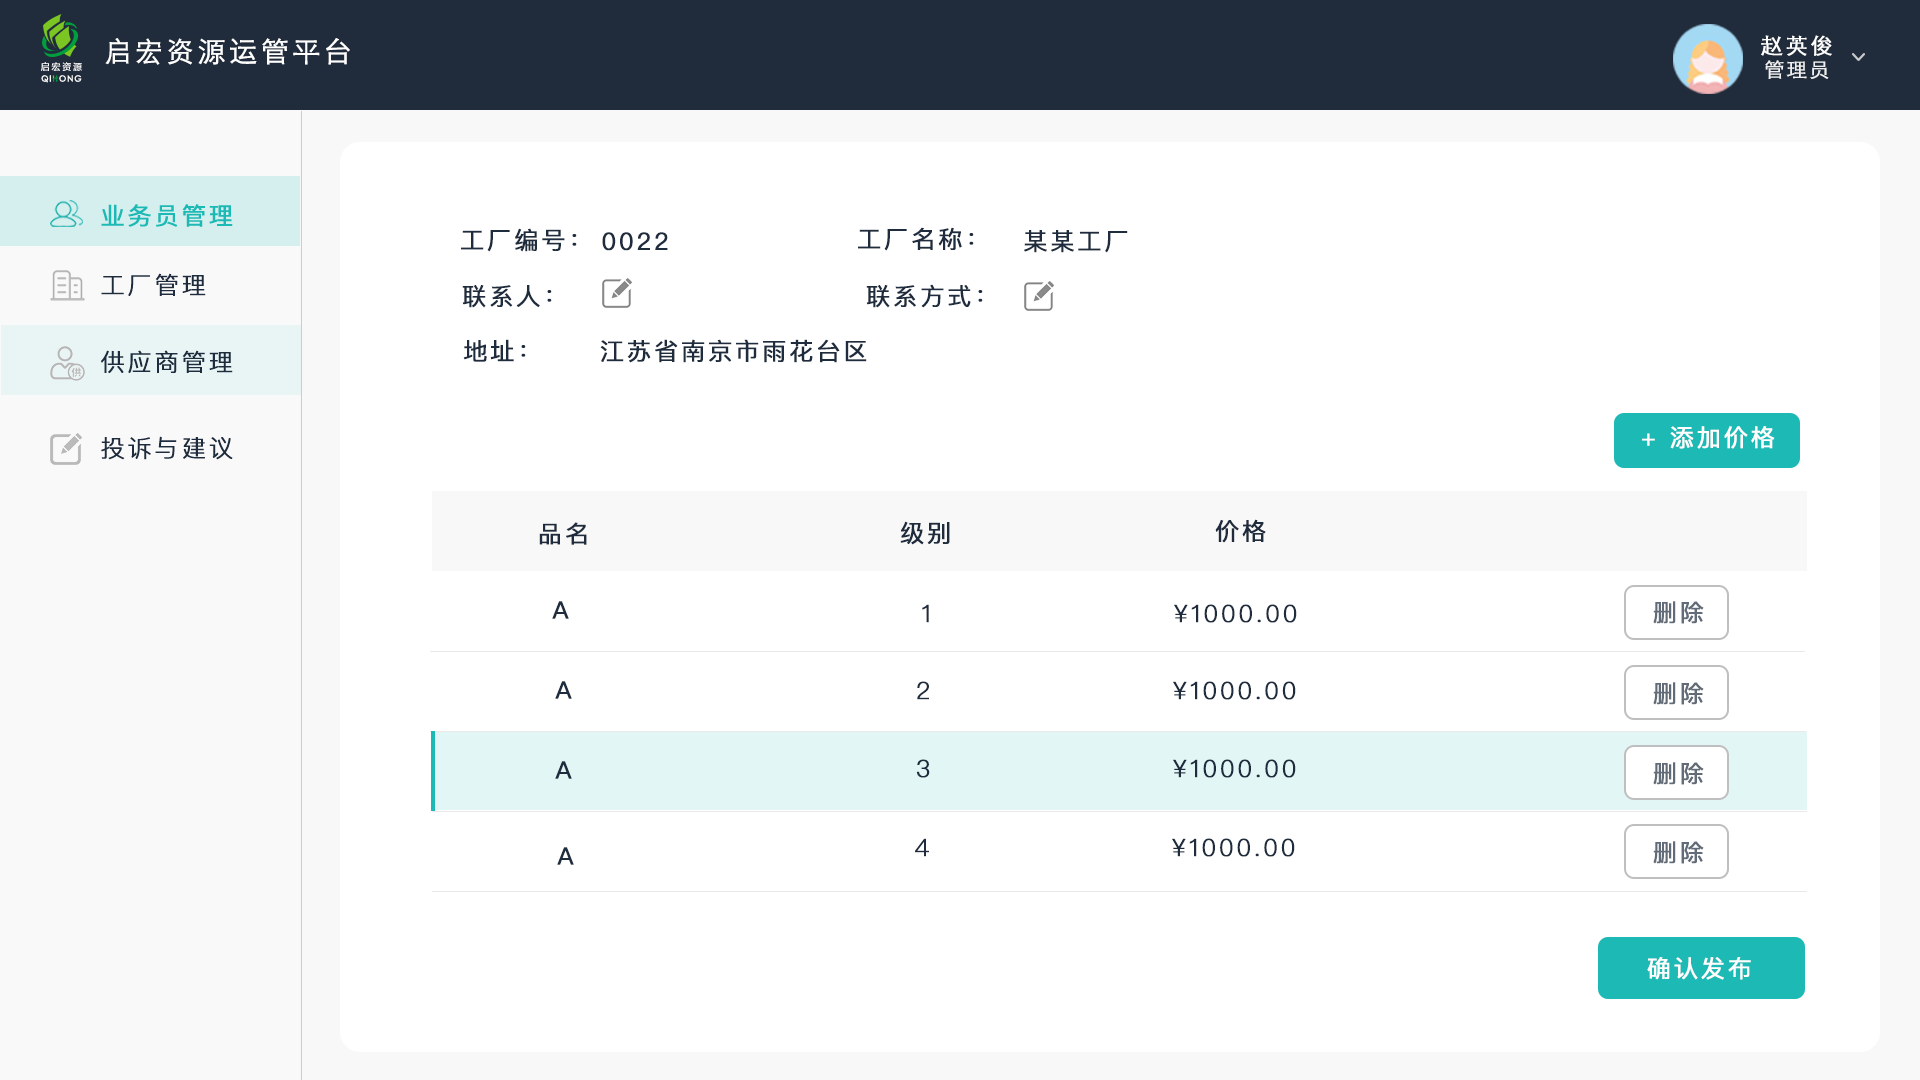 启宏资源
QIHONG
启宏资源运管平台
赵英俊
管理员
业务员管理
工厂管理
供
供应商管理
投诉与建议
工厂编号： 0022
工厂名称： 某某工厂
联系人：
联系方式：
地址： 江苏省南京市雨花台区
+ 添加价格
品名 级别 价格
A 1 ¥1000.00 删除
A 2 ¥1000.00 删除
A 3 ¥1000.00 删除
A 4 ¥1000.00 删除
确认发布